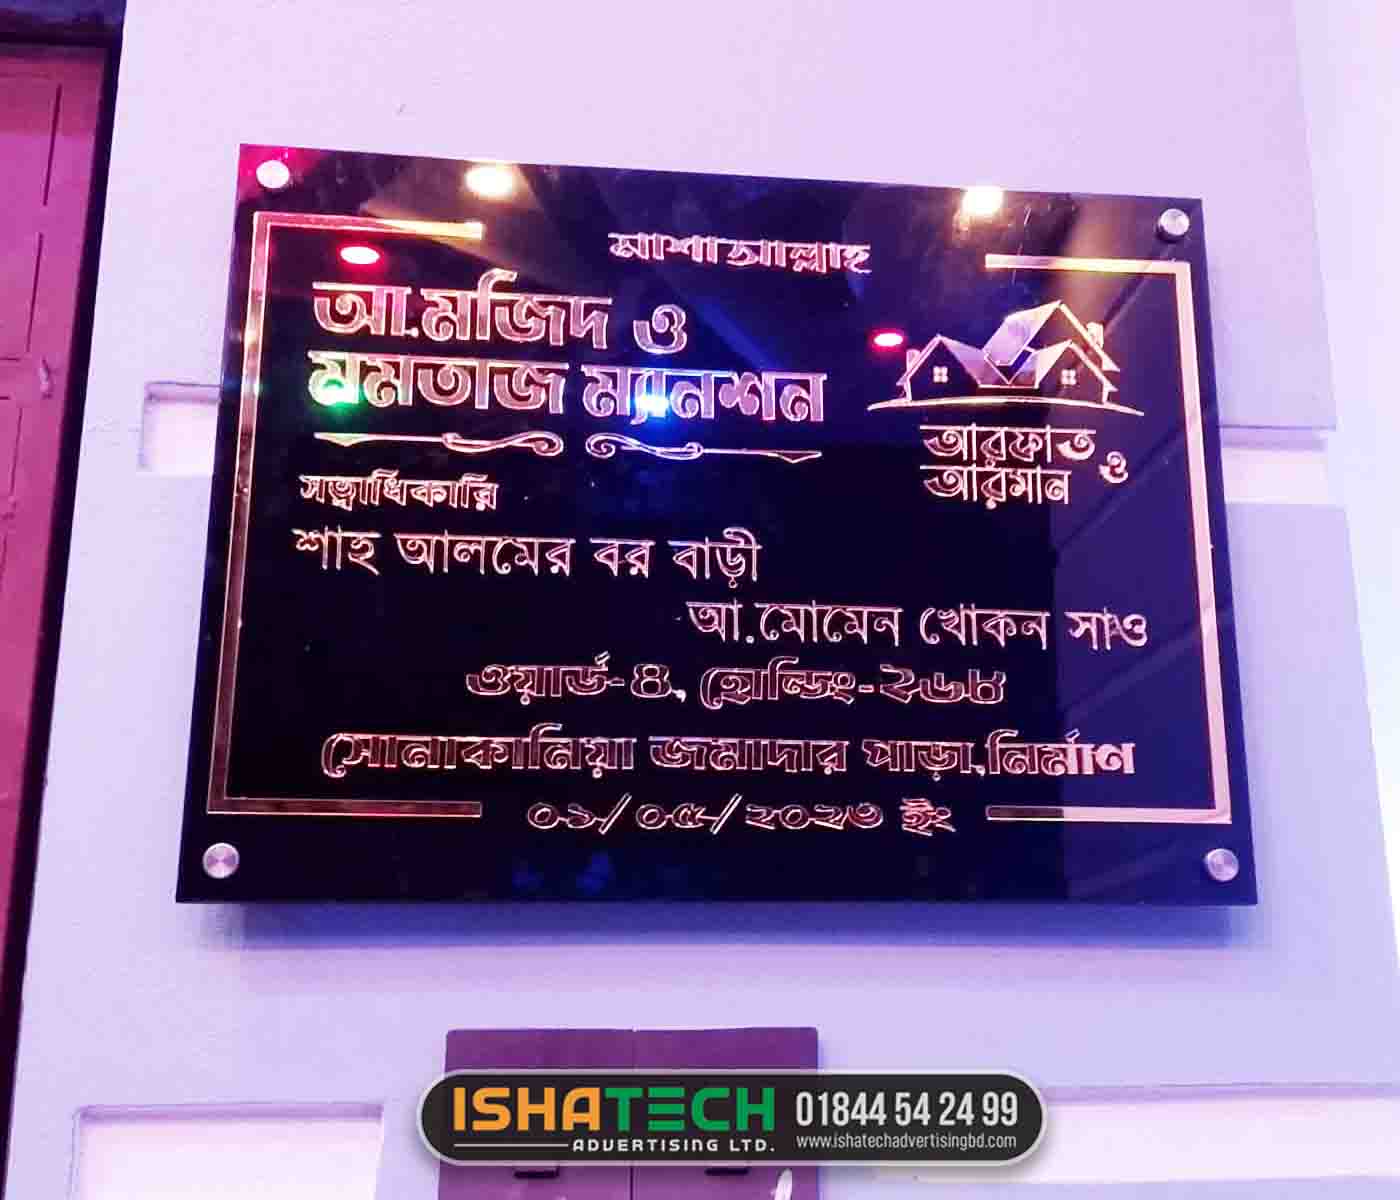 মাশাআল্লাহ
আ.মজিদ ও
মমতাজ ম্যানশন
আরফাত ও
আরমান
সত্বাধিকারি
শাহ আলমের বর বাড়ী
আ.মোমেন খোকন সাও
ওয়ার্ড-৪, হোল্ডিং-২৬৮
সোনাকানিয়া জমাদার পাড়া,নির্মাণ
০১/০৫/২০২৩ ইং
ISHATECH
ADVERTISING LTD.
01844 54 24 99
www.ishatechadvertisingbd.com